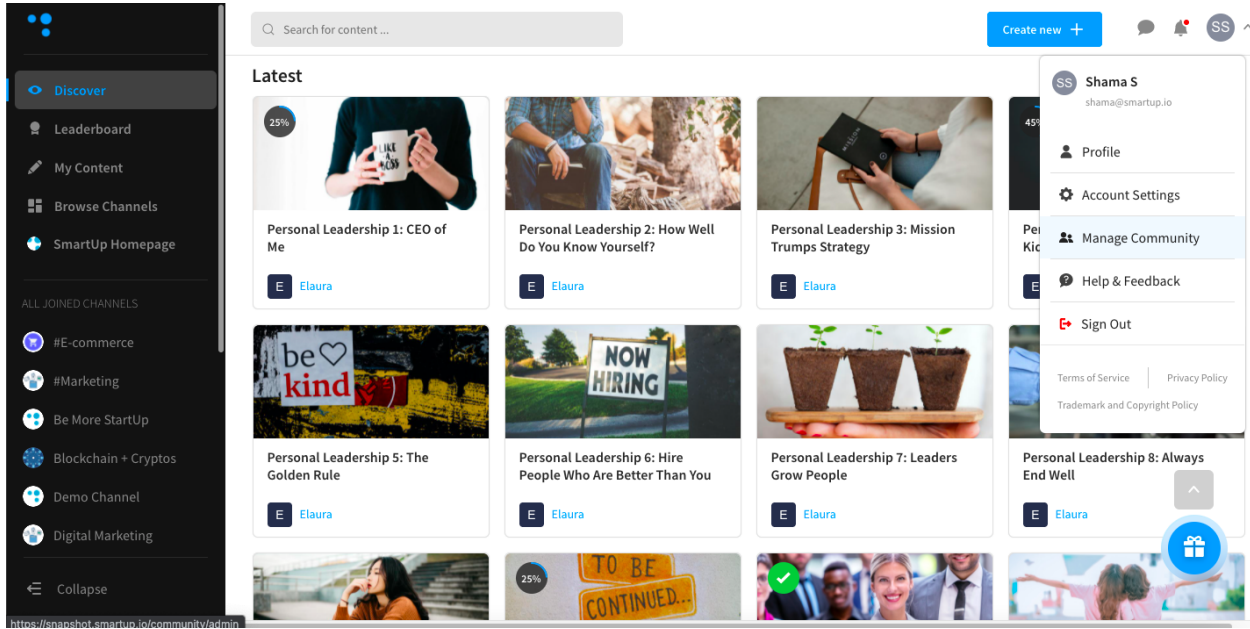 Search for content ...
Create new
SS
Discover
Leaderboard
My Content
Browse Channels
SmartUp Homepage
ALL JOINED CHANNELS
#E-commerce
#Marketing
Be More StartUp
Blockchain + Cryptos
Demo Channel
Digital Marketing
Collapse
https://snapshot.smartup.io/community/admin
Latest
25%
LIKE
A
BOSS
Personal Leadership 1: CEO of
Me
E Elaura
Personal Leadership 2: How Well
Do You Know Yourself?
E Elaura
Personal Leadership 3: Mission
Trumps Strategy
E Elaura
45%
E
be
kind
Personal Leadership 5: The
Golden Rule
E Elaura
NOW
HIRING
Personal Leadership 6: Hire
People Who Are Better Than You
E Elaura
Personal Leadership 7: Leaders
Grow People
E Elaura
Personal Leadership 8: Always
End Well
E Elaura
25%
TO BE
CONTINUED...
SS
Shama S
shama@smartup.io
Profile
Account Settings
Manage Community
Help & Feedback
Sign Out
Terms of Service
Privacy Policy
Trademark and Copyright Policy